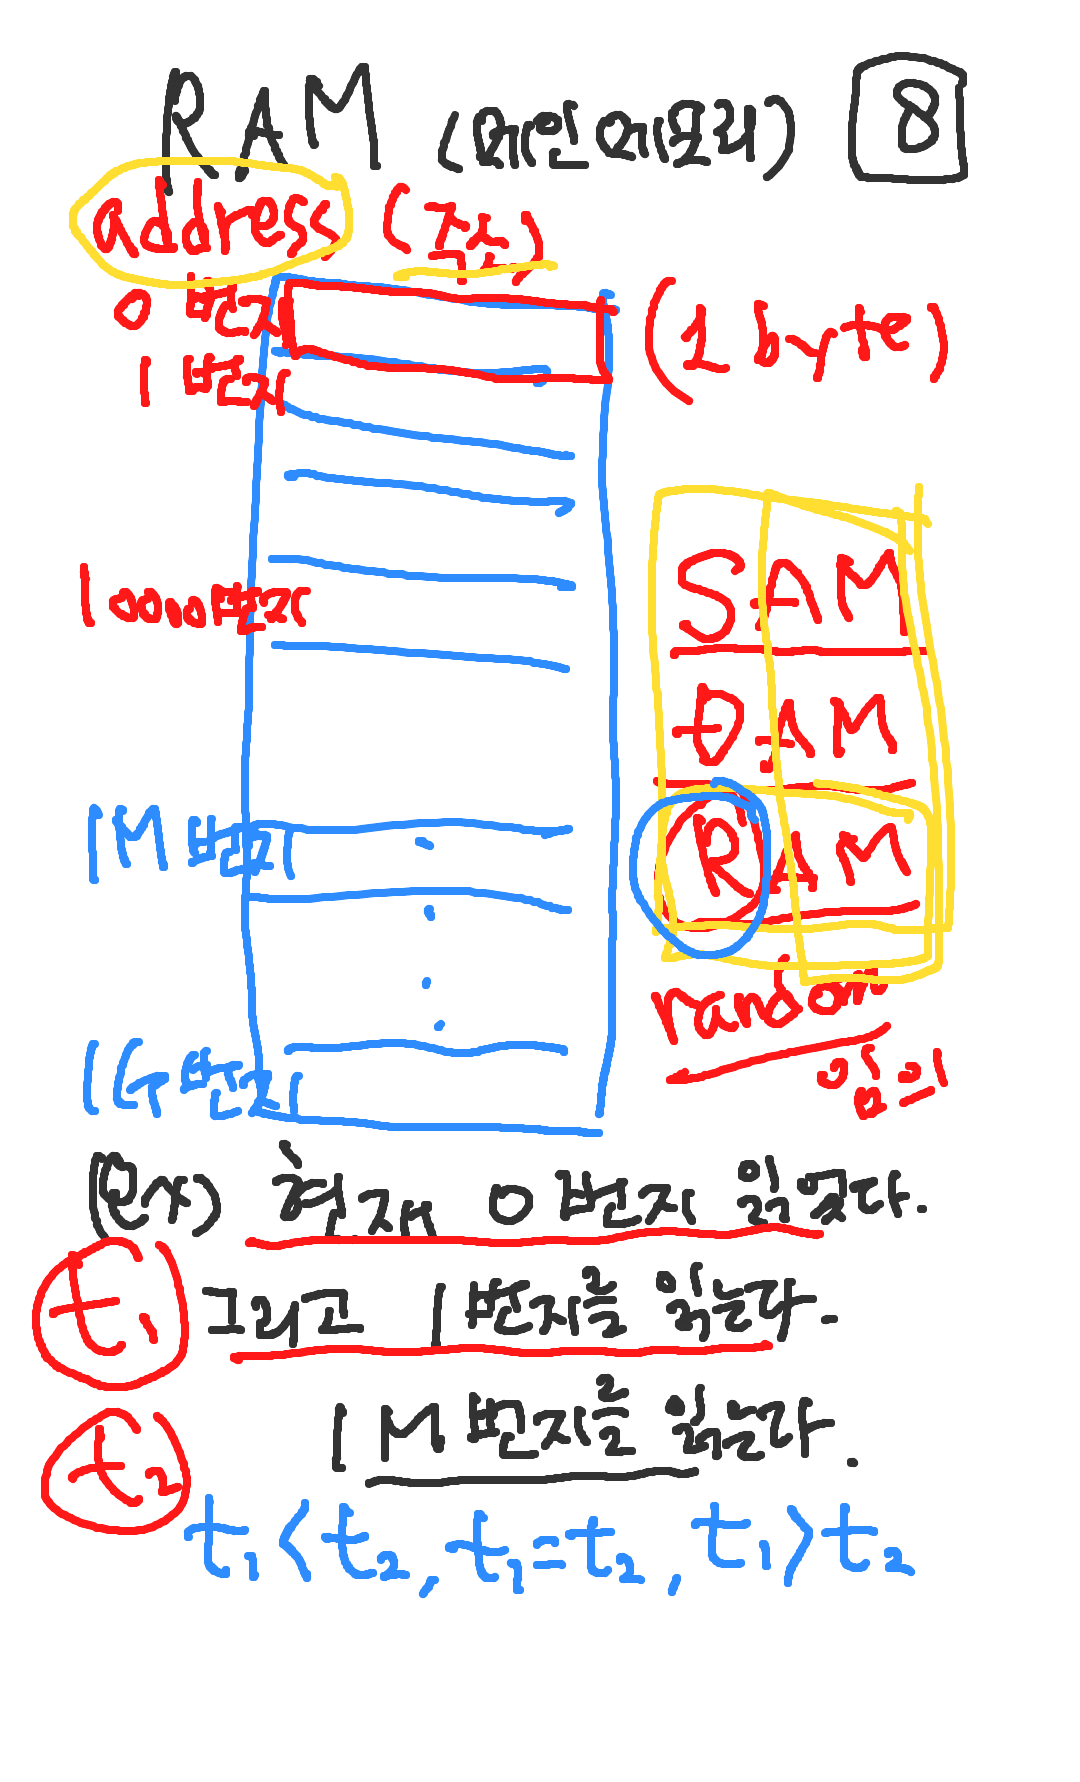 RAM (메인 메모리) 8
address (주소)
0 번지 (1 byte)
1 번지
SAM
10000번지
DAM
1M 번지
RAM
random
임의
1G 번지
(문제) 현재 0 번지 읽었다.
t1 그리고 1 번지를 읽는다.
t2 1M 번지를 읽는다.
t1 < t2, t1 = t2, t1 > t2